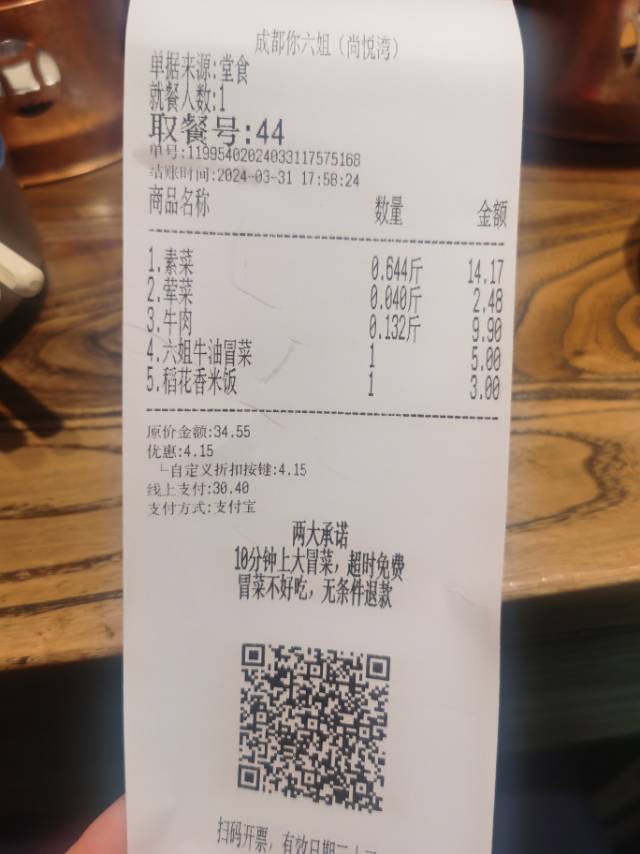 成都你六姐（尚悦湾）
单据来源:堂食
就餐人数:1
取餐号:44
单号:11995402024033117575168
结账时间:2024-03-31 17:58:24
商品名称 数量 金额
1.素菜 0.644斤 14.17
2.荤菜 0.040斤 2.48
3.牛肉 0.132斤 9.90
4.六姐牛油冒菜 1 5.00
5.稻花香米饭 1 3.00
原价金额:34.55
优惠:4.15
└自定义折扣按键:4.15
线上支付:30.40
支付方式:支付宝
两大承诺
10分钟上大冒菜，超时免费
冒菜不好吃，无条件退款
扫码开票，有效日期